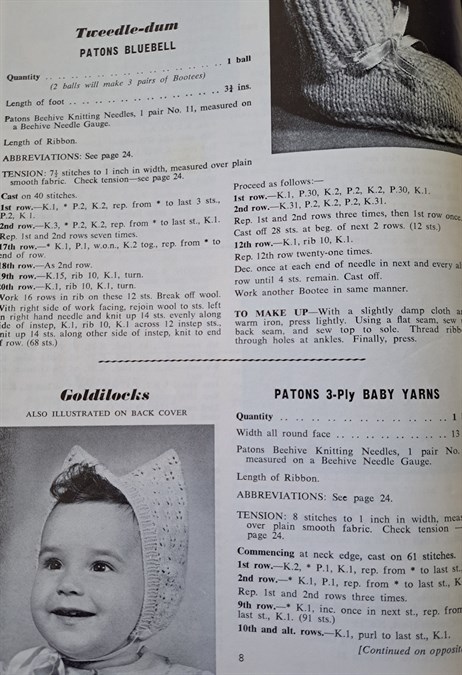 Tweedle-dum
PATONS BLUEBELL
Quantity .. .. .. .. .. .. .. .. .. .. .. .. 1 ball
(2 balls will make 3 pairs of Bootees)
Length of foot .. .. .. .. .. .. .. .. .. .. 3¼ ins.
Patons Beehive Knitting Needles, 1 pair No. 11, measured on
a Beehive Needle Gauge.
Length of Ribbon.
ABBREVIATIONS: See page 24.
TENSION: 7½ stitches to 1 inch in width, measured over plain
smooth fabric. Check tension—see page 24.
Cast on 40 stitches.
1st row.—K.1, * P.2, K.2, rep. from * to last 3 sts.,
P.2, K.1.
2nd row.—K.3, * P.2, K.2, rep. from * to last st., K.1.
Rep. 1st and 2nd rows seven times.
17th row.—* K.1, P.1, w.o.n., K.2 tog., rep. from * to
end of row.
18th row.—As 2nd row.
19th row.—K.15, rib 10, K.1, turn.
20th row.—K.1, rib 10, K.1, turn.
Work 16 rows in rib on these 12 sts. Break off wool.
With right side of work facing, rejoin wool to sts. left
on right hand needle and knit up 14 sts. evenly along
side of instep, K.1, rib 10, K.1 across 12 instep sts.,
knit up 14 sts. along other side of instep, knit to end
of row. (68 sts.)
Proceed as follows:—
1st row.—K.1, P.30, K.2, P.2, K.2, P.30, K.1.
2nd row.—K.31, P.2, K.2, P.2, K.31.
Rep. 1st and 2nd rows three times, then 1st row once.
Cast off 28 sts. at beg. of next 2 rows. (12 sts.)
12th row.—K.1, rib 10, K.1.
Rep. 12th row twenty-one times.
Dec. once at each end of needle in next and every
row until 4 sts. remain. Cast off.
Work another Bootee in same manner.
TO MAKE UP—With a slightly damp cloth
warm iron, press lightly. Using a flat seam, sew
back seam, and sew top to sole. Thread
through holes at ankles. Finally, press.
Goldilocks
ALSO ILLUSTRATED ON BACK COVER
PATONS 3-Ply BABY YARNS
Quantity .. .. .. .. .. .. .. .. .. .. .. 1
Width all round face .. .. .. .. .. .. .. 13
Patons Beehive Knitting Needles, 1 pair No.
measured on a Beehive Needle Gauge.
Length of Ribbon.
ABBREVIATIONS: See page 24.
TENSION: 8 stitches to 1 inch in width,
over plain smooth fabric. Check tension—
page 24.
Commencing at neck edge, cast on 61 stitches.
1st row.—K.2, * P.1, K.1, rep. from * to last st.
2nd row.—* K.1, P.1, rep. from * to last st., K
Rep. 1st and 2nd rows three times.
9th row.—* K.1, inc. once in next st., rep. from
last st., K.1. (91 sts.)
10th and alt. rows.—K.1, purl to last st., K.1.
[Continued on
8